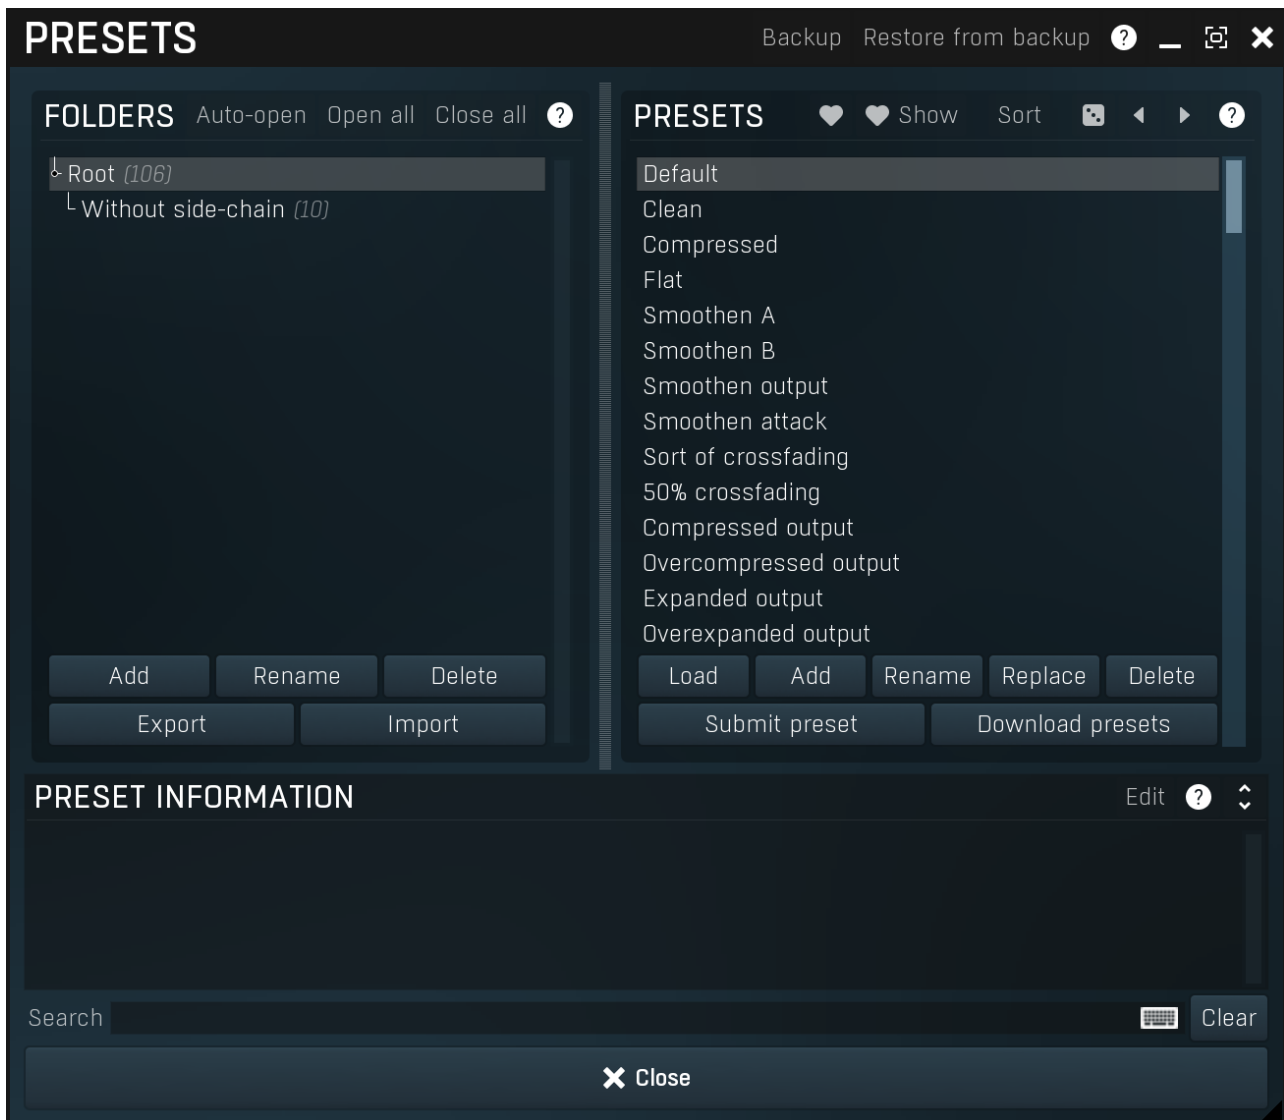 PRESETS Backup Restore from backup ?
FOLDERS Auto-open Open all Close all ?
Root (106)
Without side-chain (10)
Add Rename Delete
Export Import
PRESETS Show Sort ?
Default
Clean
Compressed
Flat
Smoothen A
Smoothen B
Smoothen output
Smoothen attack
Sort of crossfading
50% crossfading
Compressed output
Overcompressed output
Expanded output
Overexpanded output
Load Add Rename Replace Delete
Submit preset Download presets
PRESET INFORMATION Edit ?
Search Clear
Close